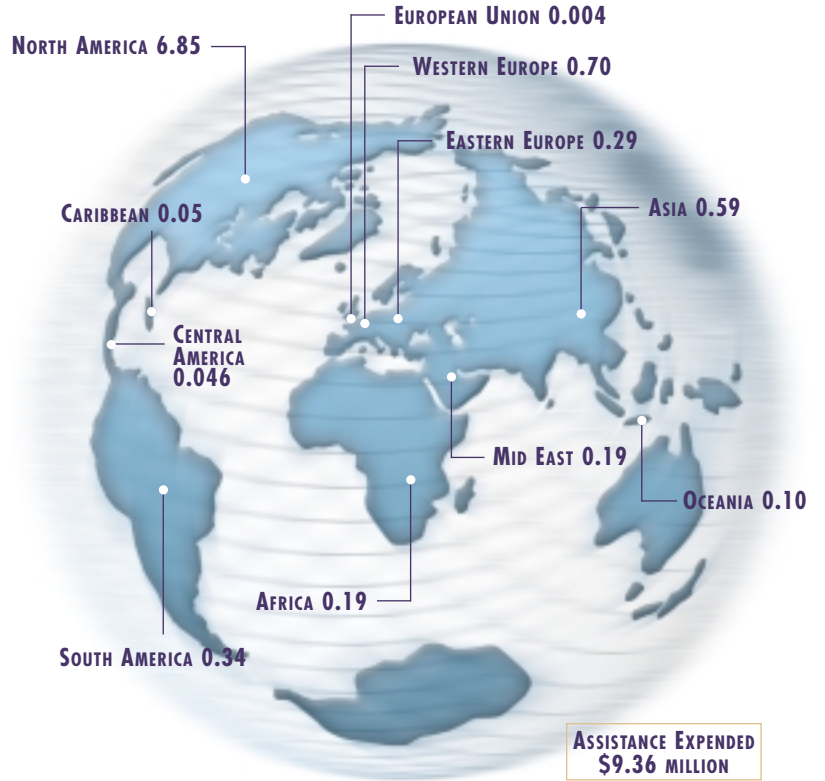 EUROPEAN UNION 0.004
NORTH AMERICA 6.85
WESTERN EUROPE 0.70
EASTERN EUROPE 0.29
CARIBBEAN 0.05
ASIA 0.59
CENTRAL
AMERICA
0.046
MID EAST 0.19
OCEANIA 0.10
AFRICA 0.19
SOUTH AMERICA 0.34
ASSISTANCE EXPENDED
$9.36 MILLION